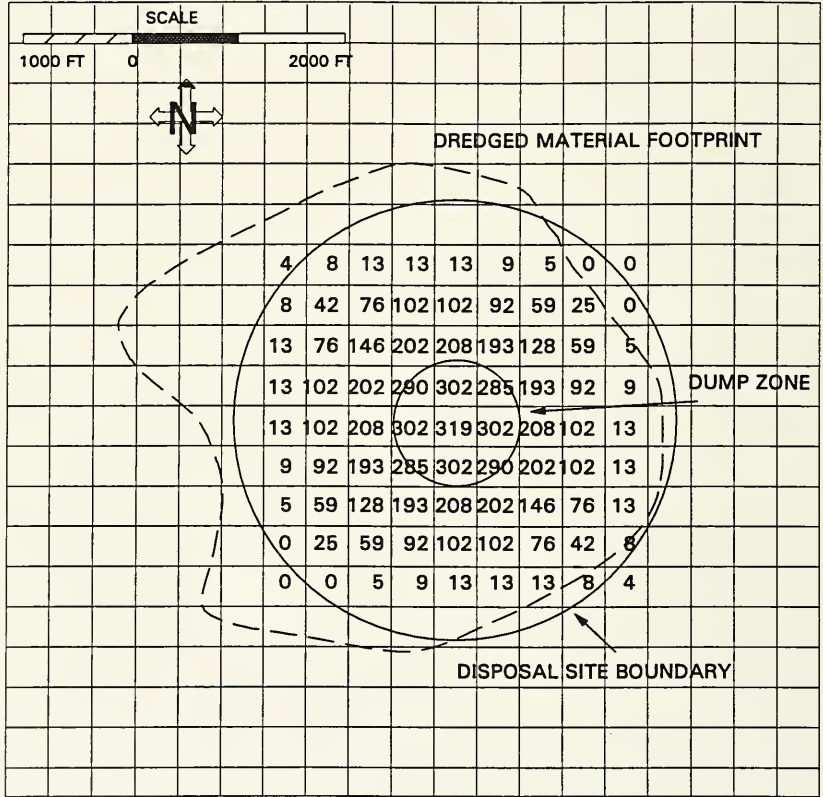 SCALE
1000 FT 0 2000 FT
N
DREDGED MATERIAL FOOTPRINT
4 8 13 13 13 9 5 0 0
8 42 76 102 102 92 59 25 0
13 76 146 202 208 193 128 59 5
13 102 202 290 302 285 193 92 9
DUMP ZONE
13 102 208 302 319 302 208 102 13
9 92 193 285 302 290 202 102 13
5 59 128 193 208 202 146 76 13
0 25 59 92 102 102 76 42 8
0 0 5 9 13 13 13 8 4
DISPOSAL SITE BOUNDARY